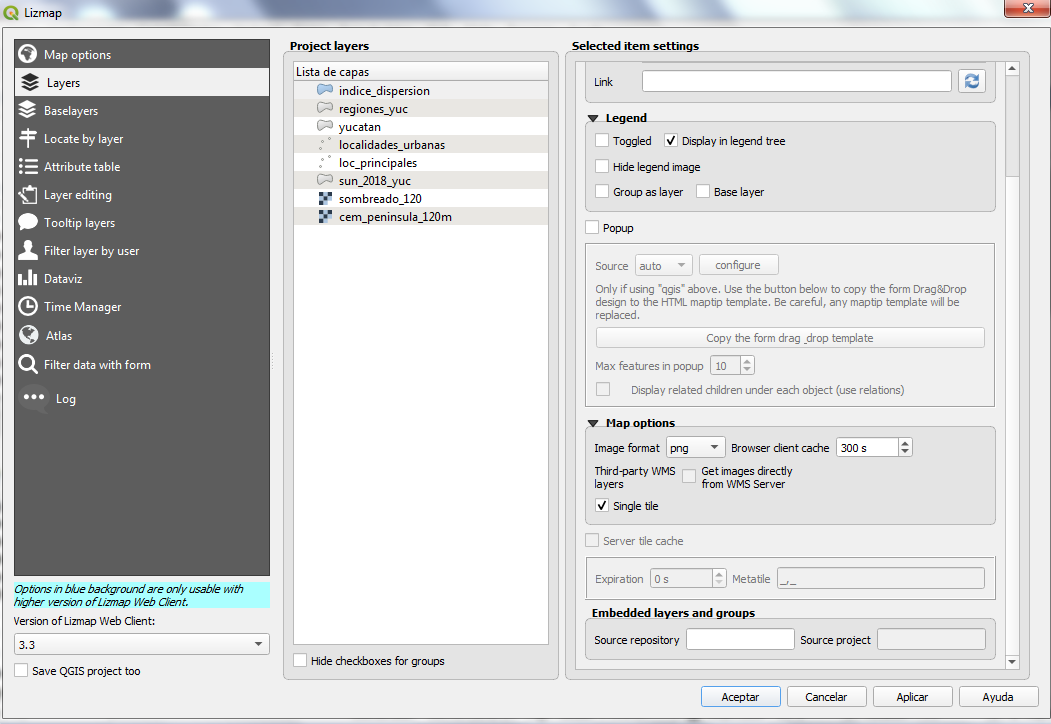 Lizmap
Map options
Layers
Baselayers
Locate by layer
Attribute table
Layer editing
Tooltip layers
Filter layer by user
Dataviz
Time Manager
Atlas
Filter data with form
Log
Options in blue background are only usable with
higher version of Lizmap Web Client.
Version of Lizmap Web Client:
3.3
Save QGIS project too
Project layers
Lista de capas
indice_dispersion
regiones_yuc
yucatan
localidades_urbanas
loc_principales
sun_2018_yuc
sombreado_120
cem_peninsula_120m
Hide checkboxes for groups
Selected item settings
Link
Legend
Toggled Display in legend tree
Hide legend image
Group as layer Base layer
Popup
Source auto configure
Only if using "qgis" above. Use the button below to copy the form Drag&Drop
design to the HTML maptip template. Be careful, any maptip template will be
replaced.
Copy the form drag_drop template
Max features in popup 10
Display related children under each object (use relations)
Map options
Image format png Browser client cache 300 s
Third-party WMS Get images directly
layers from WMS Server
Single tile
Server tile cache
Expiration 0 s Metatile _,_
Embedded layers and groups
Source repository Source project
Aceptar Cancelar Aplicar Ayuda